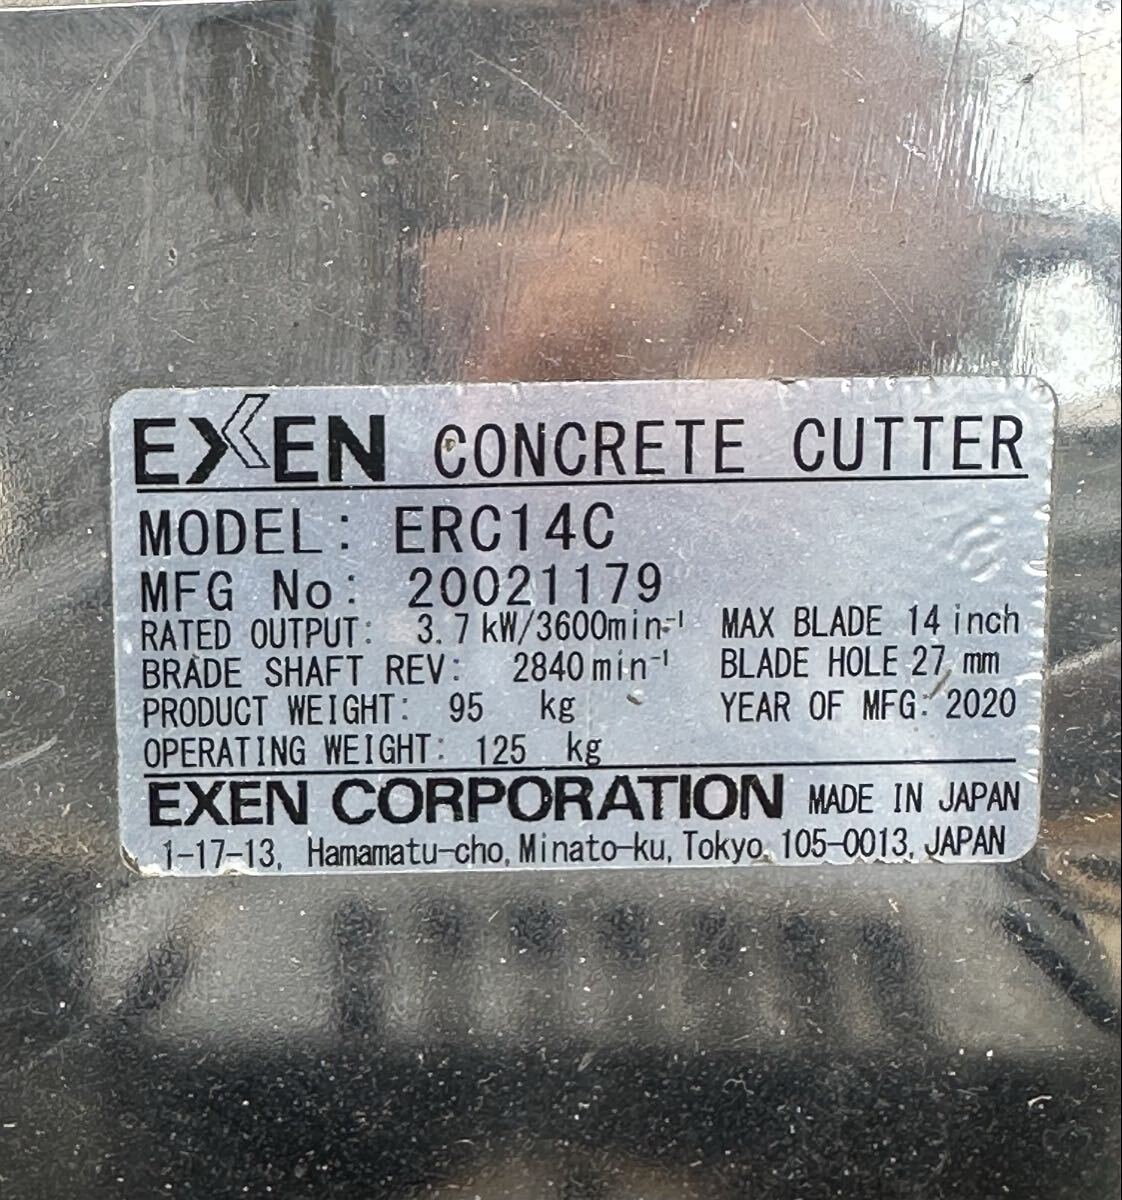 EXEN CONCRETE CUTTER
MODEL: ERC14C
MFG No: 20021179
RATED OUTPUT: 3.7 kW/3600min⁻¹ MAX BLADE 14 inch
BRADE SHAFT REV: 2840 min⁻¹ BLADE HOLE 27 mm
PRODUCT WEIGHT: 95 kg YEAR OF MFG: 2020
OPERATING WEIGHT: 125 kg
EXEN CORPORATION MADE IN JAPAN
1-17-13, Hamamatu-cho, Minato-ku, Tokyo 105-0013, JAPAN